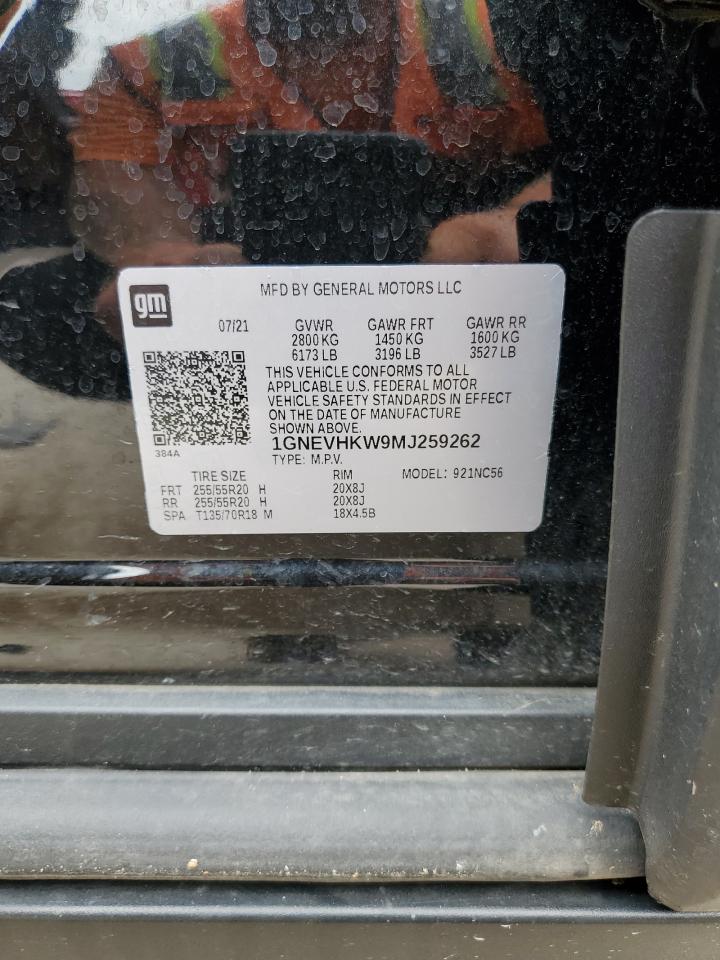 gm
MFD BY GENERAL MOTORS LLC
07/21
GVWR GAWR FRT GAWR RR
2800 KG 1450 KG 1600 KG
6173 LB 3196 LB 3527 LB
THIS VEHICLE CONFORMS TO ALL
APPLICABLE U.S. FEDERAL MOTOR
VEHICLE SAFETY STANDARDS IN EFFECT
ON THE DATE OF MANUFACTURE
SHOWN ABOVE.
1GNEVHKW9MJ259262
384A
TYPE: M.P.V.
TIRE SIZE RIM MODEL: 921NC56
FRT 255/55R20 H 20X8J
RR 255/55R20 H 20X8J
SPA T135/70R18 M 18X4.5B